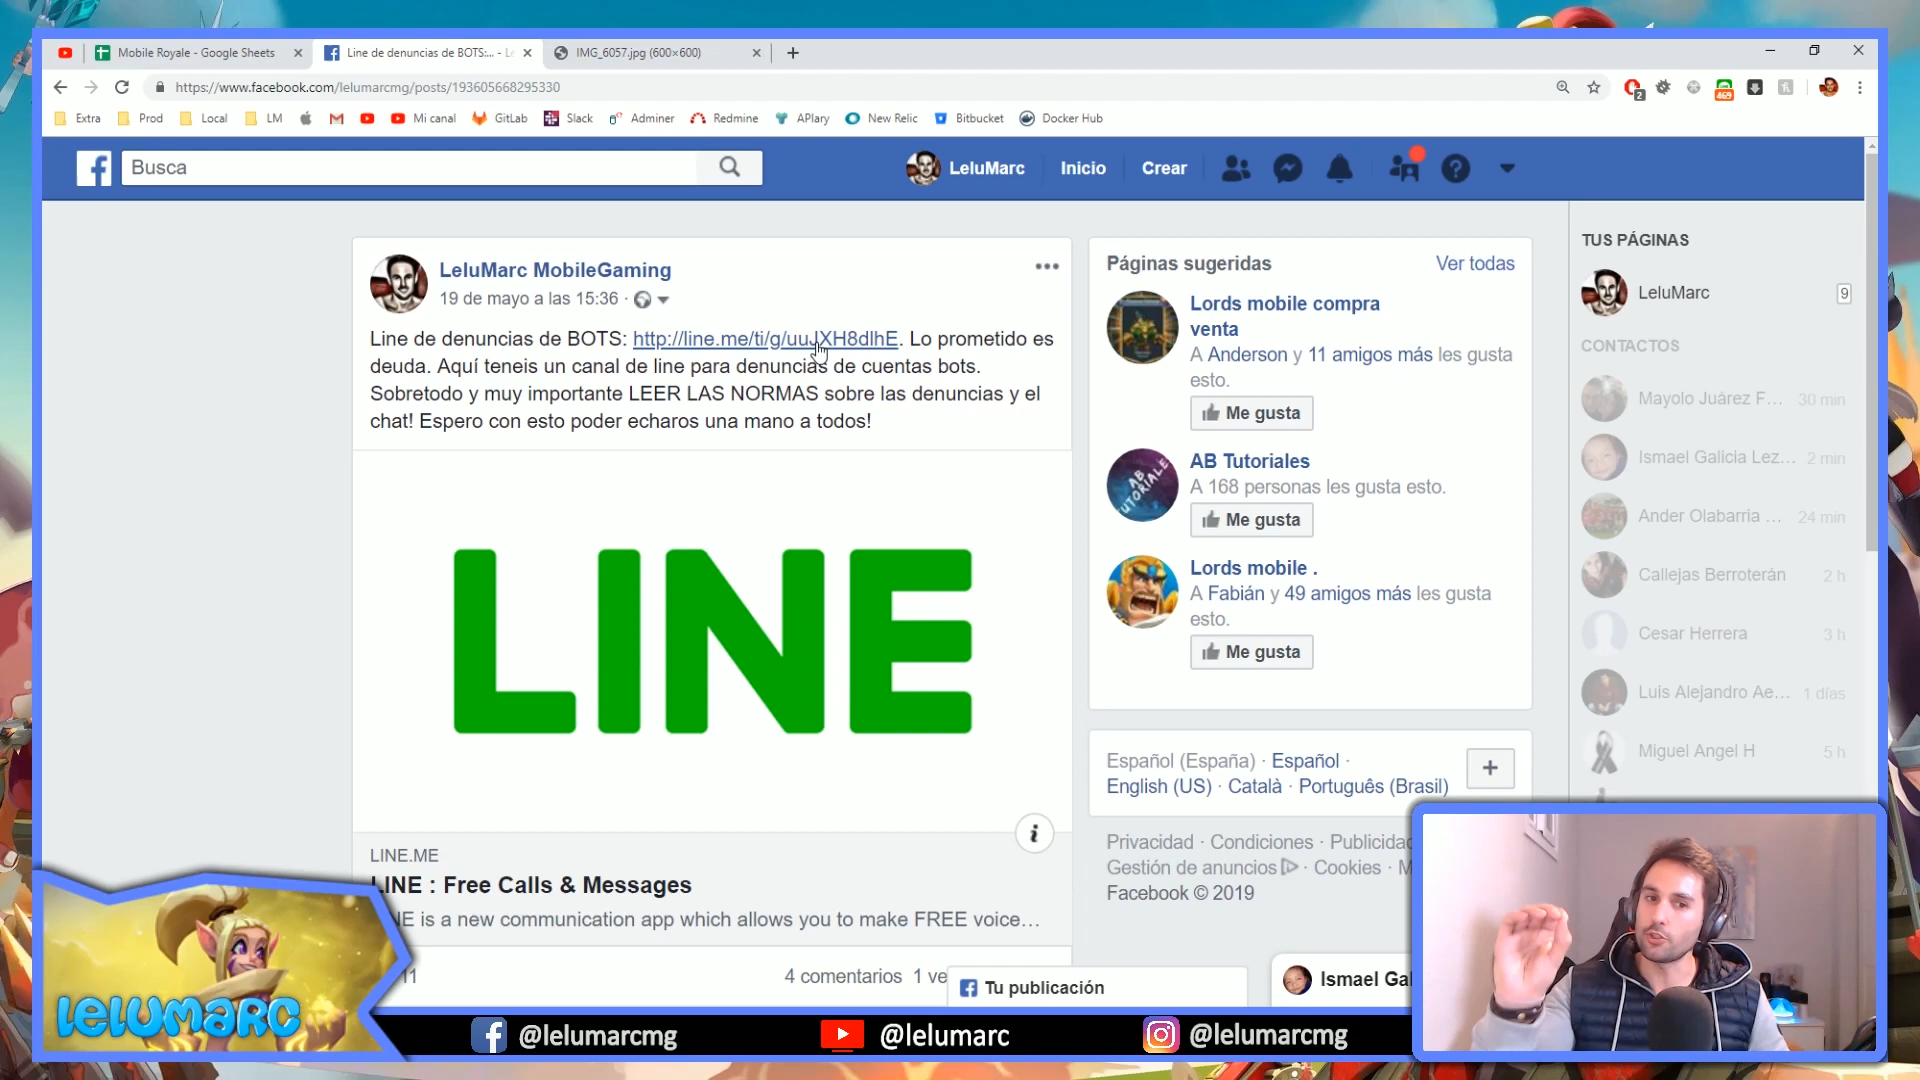 Mobile Royale - Google Sheets
Line de denuncias de BOTS:... - Le
IMG_6057.jpg (600×600)
https://www.facebook.com/lelumarcmg/posts/193605668295330
2
469
Extra
Prod
Local
LM
Mi canal
GitLab
Slack
Adminer
Redmine
APIary
New Relic
Bitbucket
Docker Hub
Busca
LeluMarc
Inicio
Crear
LeluMarc MobileGaming
19 de mayo a las 15:36 ·
Line de denuncias de BOTS: http://line.me/ti/g/uuJXH8dlhE. Lo prometido es
deuda. Aquí teneis un canal de line para denuncias de cuentas bots.
Sobretodo y muy importante LEER LAS NORMAS sobre las denuncias y el
chat! Espero con esto poder echaros una mano a todos!
LINE
LINE.ME
LINE : Free Calls & Messages
NE is a new communication app which allows you to make FREE voice…
11
4 comentarios 1 ve
Páginas sugeridas
Ver todas
Lords mobile compra
venta
A Anderson y 11 amigos más les gusta
esto.
Me gusta
AB TUTORIALES
AB Tutoriales
A 168 personas les gusta esto.
Me gusta
Lords mobile .
A Fabián y 49 amigos más les gusta
esto.
Me gusta
Español (España) · Español ·
English (US) · Català · Português (Brasil)
Privacidad · Condiciones · Publicidad
Gestión de anuncios · Cookies · M
Facebook © 2019
TUS PÁGINAS
LeluMarc
9
CONTACTOS
Mayolo Juárez F... 30 min
Ismael Galicia Lez... 2 min
Ander Olabarria ... 24 min
Callejas Berroterán 2 h
Cesar Herrera 3 h
Luis Alejandro Ae... 1 días
Miguel Angel H 5 h
Tu publicación
Ismael Gal
LELUMARC
@lelumarcmg
@lelumarc
@lelumarcmg